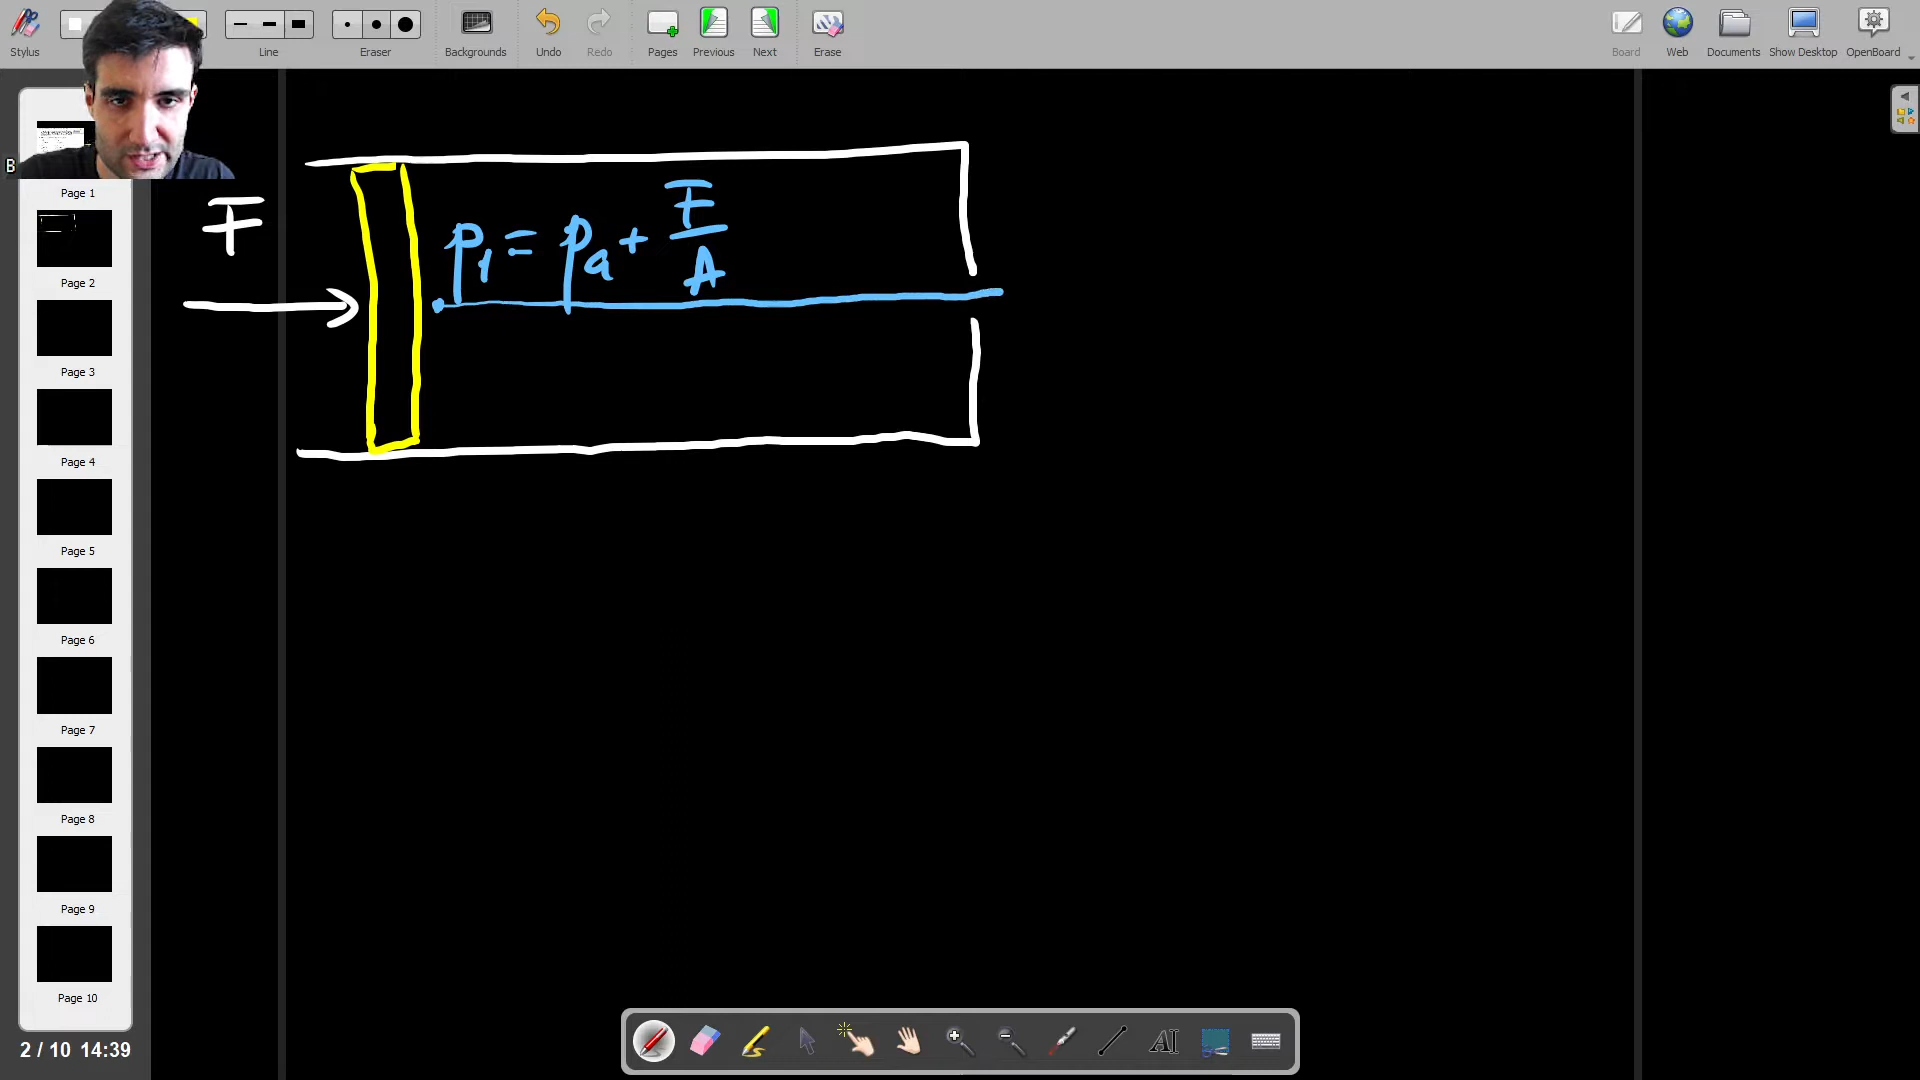 Stylus
Line
Eraser
Backgrounds
Undo
Redo
Pages
Previous
Next
Erase
Board
Web
Documents
Show Desktop
OpenBoard
B
Page 1
Page 2
Page 3
Page 4
Page 5
Page 6
Page 7
Page 8
Page 9
Page 10
2 / 10 14:39
F
p₁ = pₐ + F/A
AI